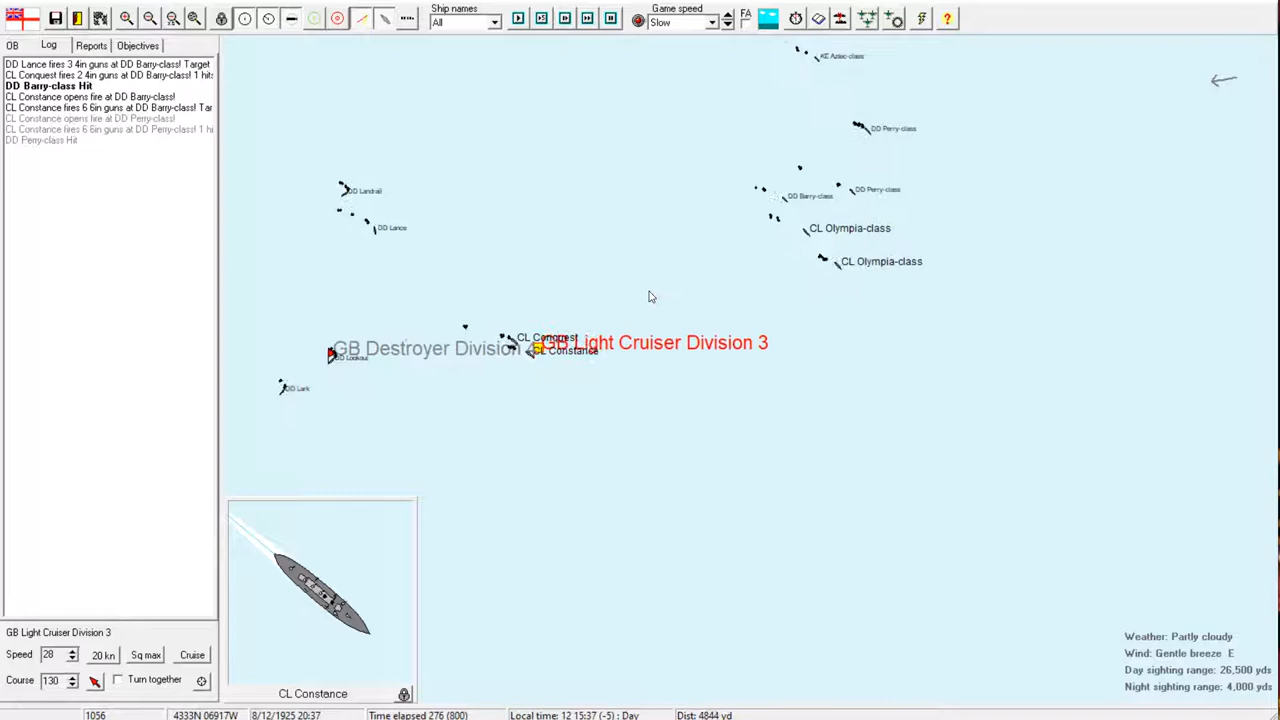 Ship names
All
Game speed
Slow
FA
OB
Log
Reports
Objectives
DD Lance fires 3 4in guns at DD Barry-class! Target
CL Conquest fires 2 4in guns at DD Barry-class! 1 hits
DD Barry-class Hit
CL Constance opens fire at DD Barry-class!
CL Constance fires 6 6in guns at DD Barry-class! Tar
CL Constance opens fire at DD Perry-class!
CL Constance fires 6 6in guns at DD Perry-class! 1 hi
DD Perry-class Hit
KE Aztec-class
DD Perry-class
DD Landrail
DD Barry-class
DD Perry-class
DD Lance
CL Olympia-class
CL Olympia-class
CL Conquest
GB Light Cruiser Division 3
GB Destroyer Division
CL Constance
DD Lookout
DD Lark
CL Constance
GB Light Cruiser Division 3
Speed 28 20 kn Sq max Cruise
Course 130 Turn together
Weather: Partly cloudy
Wind: Gentle breeze E
Day sighting range: 26,500 yds
Night sighting range: 4,000 yds
1056 4333N 06917W 8/12/1925 20:37 Time elapsed 276 (800) Local time: 12 15:37 (-5) : Day Dist: 4844 yd